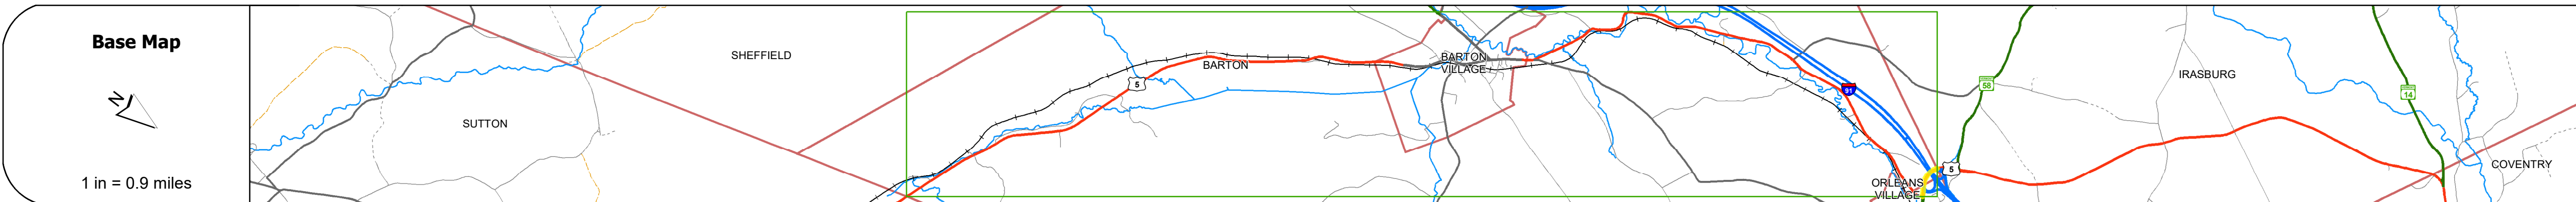 Base Map
N
1 in = 0.9 miles
SUTTON
SHEFFIELD
BARTON
5
BARTON
VILLAGE
91
ORLEANS
VILLAGE
5
58
IRASBURG
14
COVENTRY